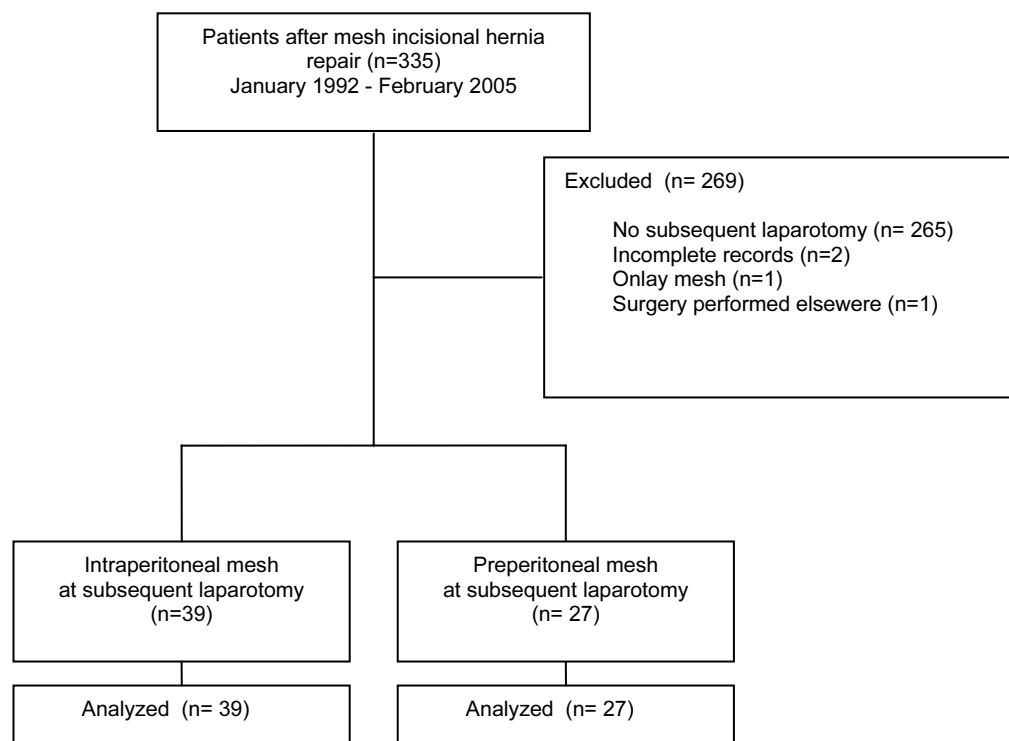 Patients after mesh incisional hernia
repair (n=335)
January 1992 - February 2005
Excluded (n= 269)
No subsequent laparotomy (n= 265)
Incomplete records (n=2)
Onlay mesh (n=1)
Surgery performed elsewere (n=1)
Intraperitoneal mesh
at subsequent laparotomy
(n=39)
Preperitoneal mesh
at subsequent laparotomy
(n= 27)
Analyzed (n= 39)
Analyzed (n= 27)